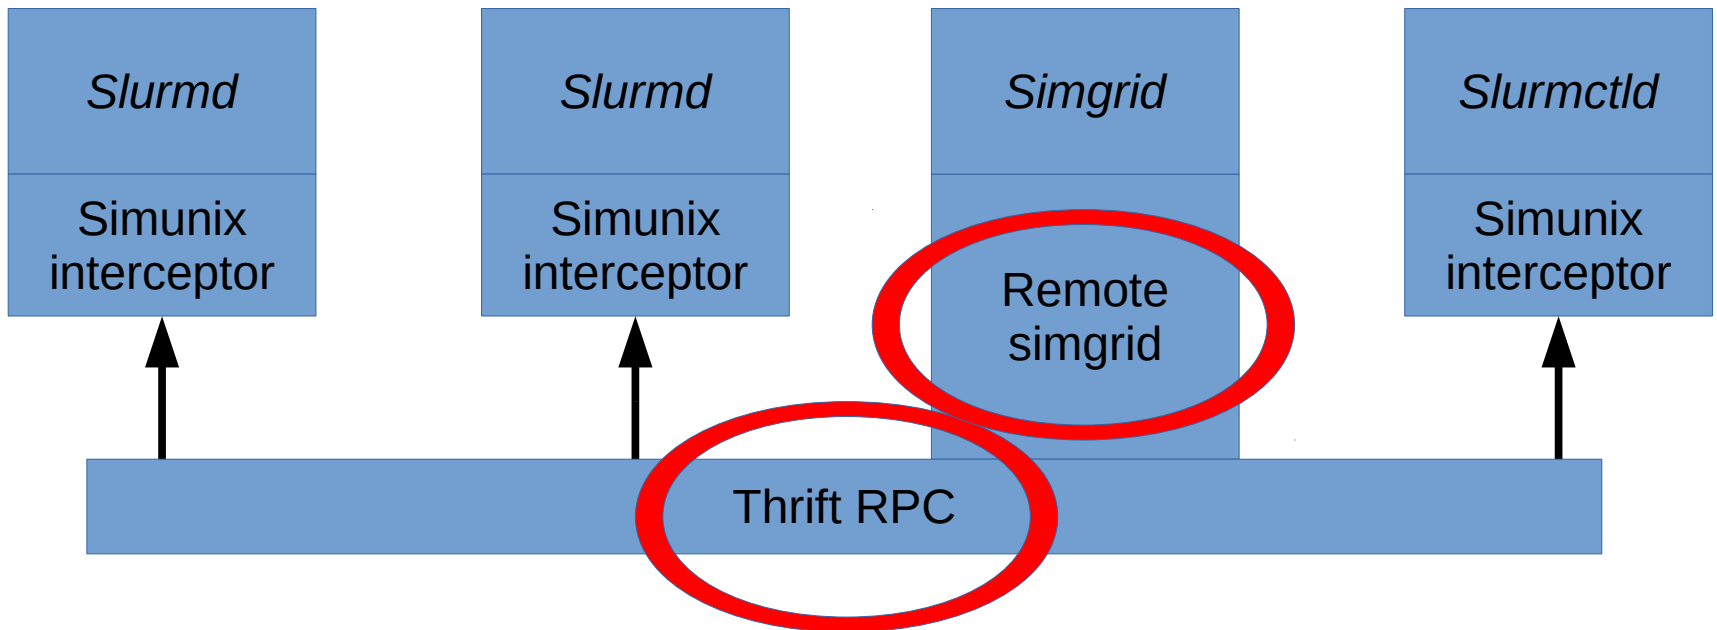 Slurmd
Simunix
interceptor
Slurmd
Simunix
interceptor
Simgrid
Remote
simgrid
Slurmctld
Simunix
interceptor
Thrift RPC